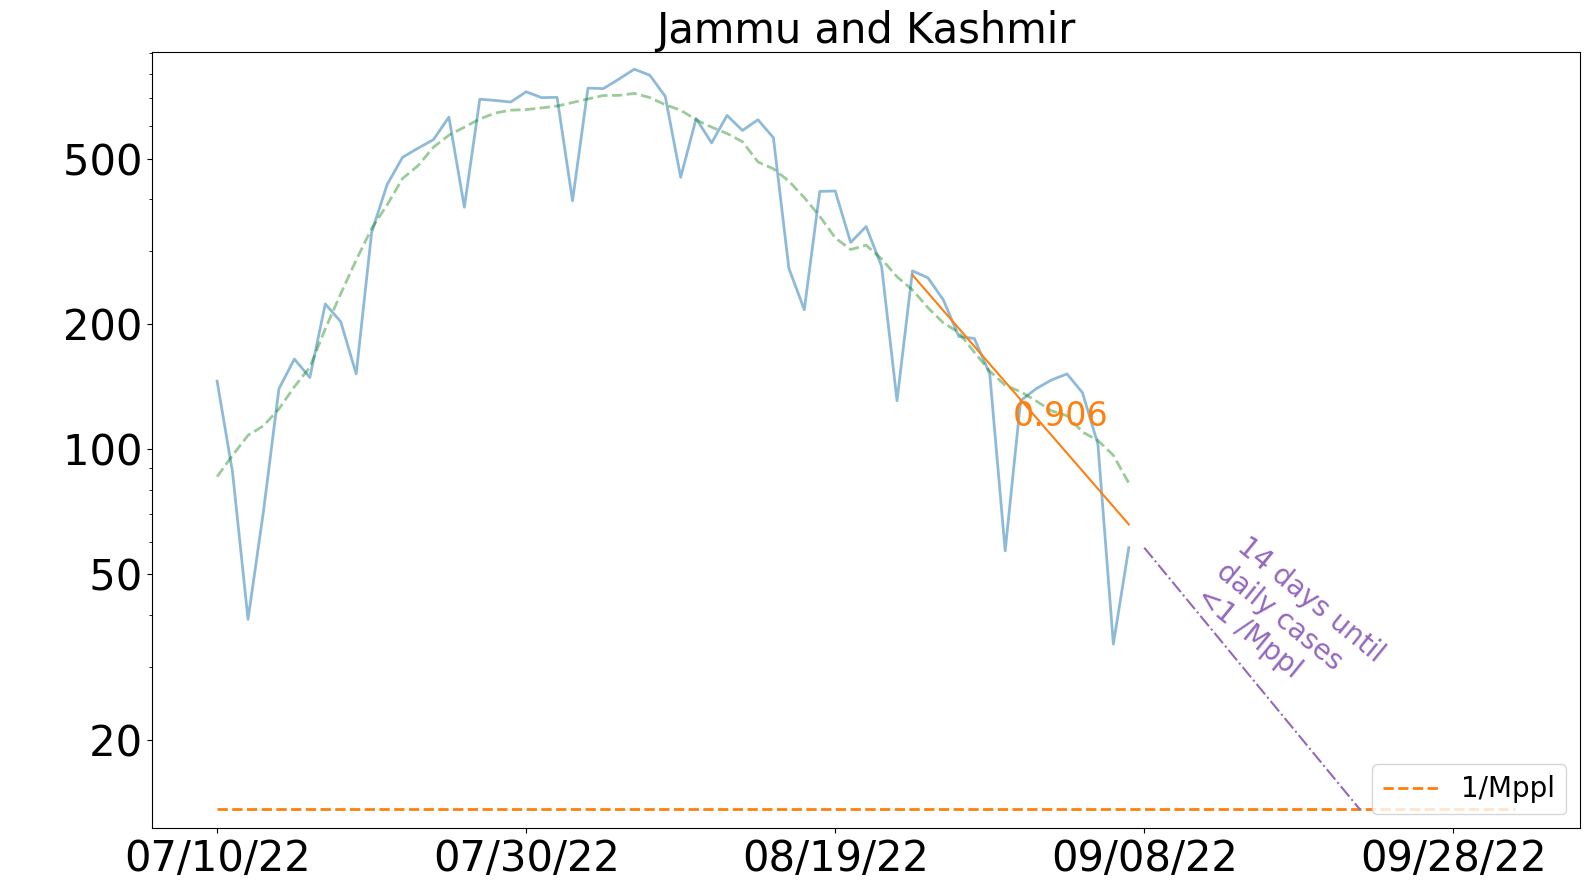 Jammu and Kashmir
500
200
100
50
20
0.906
14 days until
daily cases
<1 /Mppl
1/Mppl
07/10/22
07/30/22
08/19/22
09/08/22
09/28/22